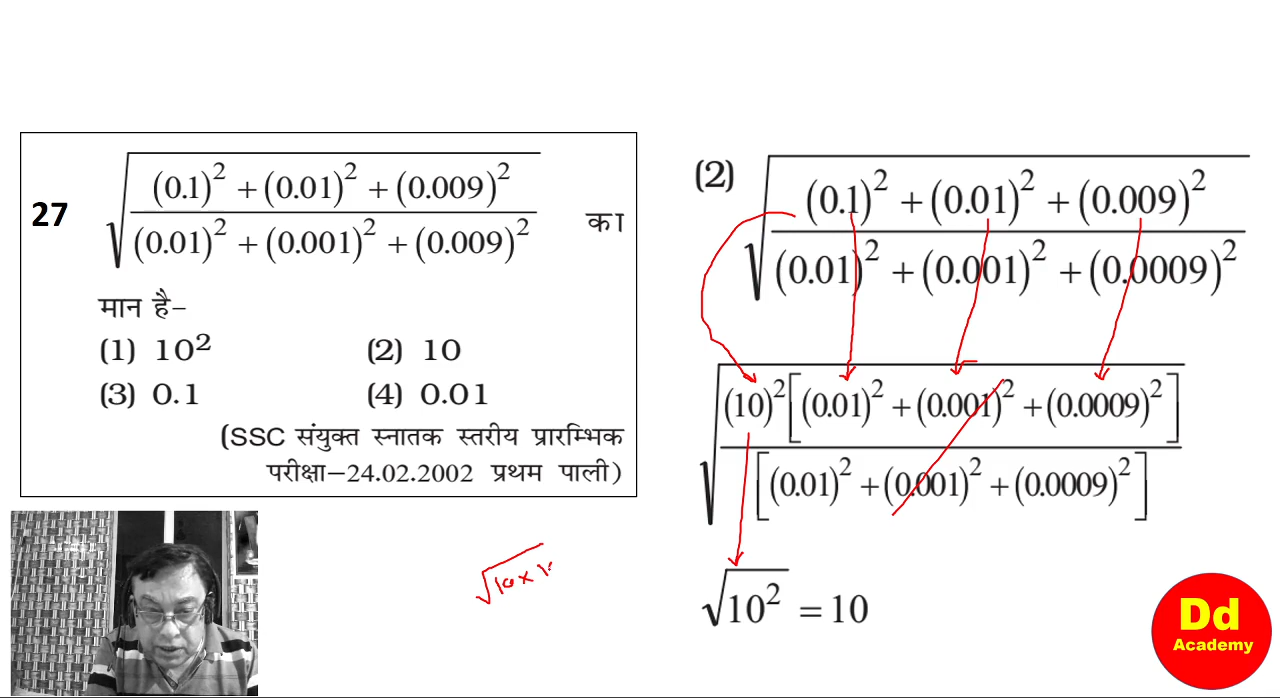 27 √(((0.1)² + (0.01)² + (0.009)²) / ((0.01)² + (0.001)² + (0.009)²)) का
मान है–
(1) 10² (2) 10
(3) 0.1 (4) 0.01
(SSC संयुक्त स्नातक स्तरीय प्रारम्भिक
परीक्षा–24.02.2002 प्रथम पाली)
(2) √(((0.1)² + (0.01)² + (0.009)²) / ((0.01)² + (0.001)² + (0.0009)²))
√(((10)²[(0.01)² + (0.001)² + (0.0009)²]) / [(0.01)² + (0.001)² + (0.0009)²])
√10² = 10
Dd
Academy